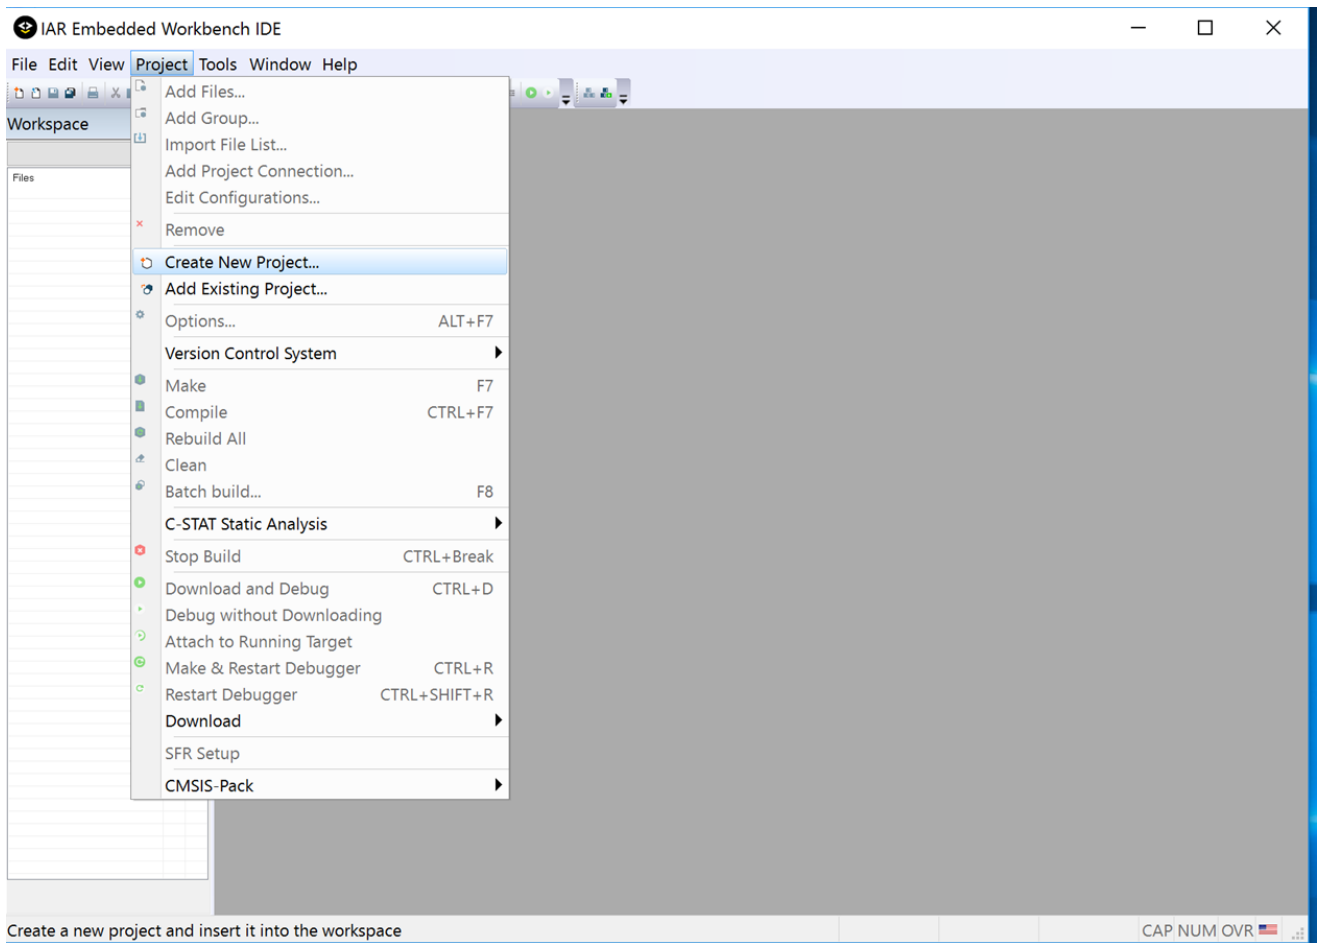 IAR Embedded Workbench IDE
File Edit View Project Tools Window Help
Workspace
Files
Add Files...
Add Group...
Import File List...
Add Project Connection...
Edit Configurations...
Remove
Create New Project...
Add Existing Project...
Options... ALT+F7
Version Control System
Make F7
Compile CTRL+F7
Rebuild All
Clean
Batch build... F8
C-STAT Static Analysis
Stop Build CTRL+Break
Download and Debug CTRL+D
Debug without Downloading
Attach to Running Target
Make & Restart Debugger CTRL+R
Restart Debugger CTRL+SHIFT+R
Download
SFR Setup
CMSIS-Pack
Create a new project and insert it into the workspace CAP NUM OVR